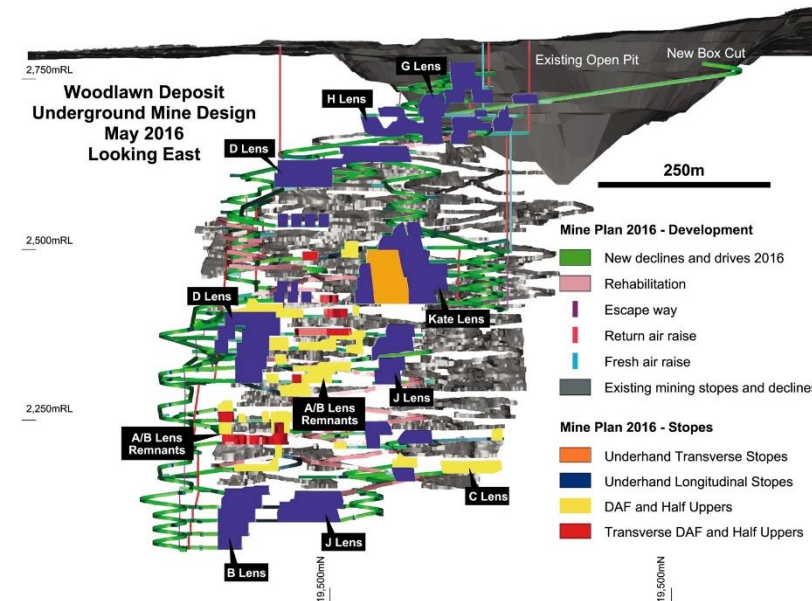 2,750mRL
Woodlawn Deposit
Underground Mine Design
May 2016
Looking East
G Lens
Existing Open Pit
New Box Cut
H Lens
D Lens
250m
Mine Plan 2016 - Development
New declines and drives 2016
Rehabilitation
Escape way
Return air raise
Fresh air raise
Existing mining stopes and declines
2,500mRL
D Lens
Kate Lens
J Lens
A/B Lens
Remnants
2,250mRL
A/B Lens
Remnants
C Lens
J Lens
B Lens
Mine Plan 2016 - Stopes
Underhand Transverse Stopes
Underhand Longitudinal Stopes
DAF and Half Uppers
Transverse DAF and Half Uppers
19,500mN
19,500mN